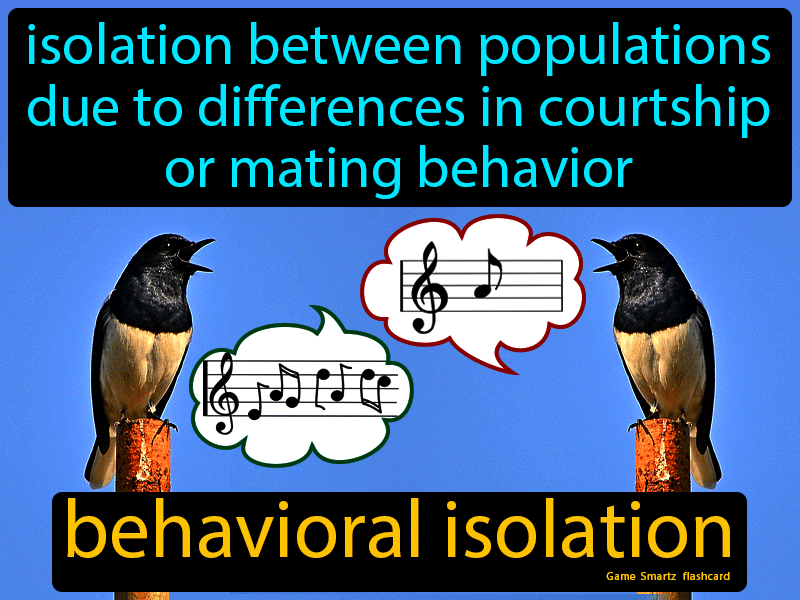 isolation between populations
due to differences in courtship
or mating behavior
behavioral isolation
Game Smartz flashcard